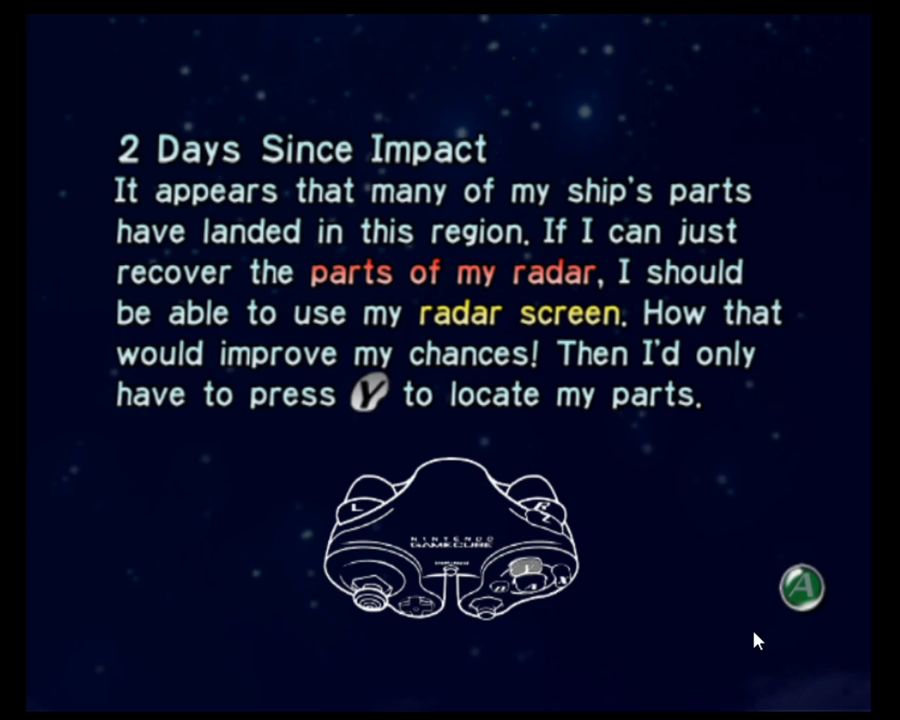 2 Days Since Impact
It appears that many of my ship's parts
have landed in this region. If I can just
recover the parts of my radar, I should
be able to use my radar screen. How that
would improve my chances! Then I'd only
have to press Y to locate my parts.
L
R
Z
NINTENDO
GAMECUBE
Y
X
B
A
A